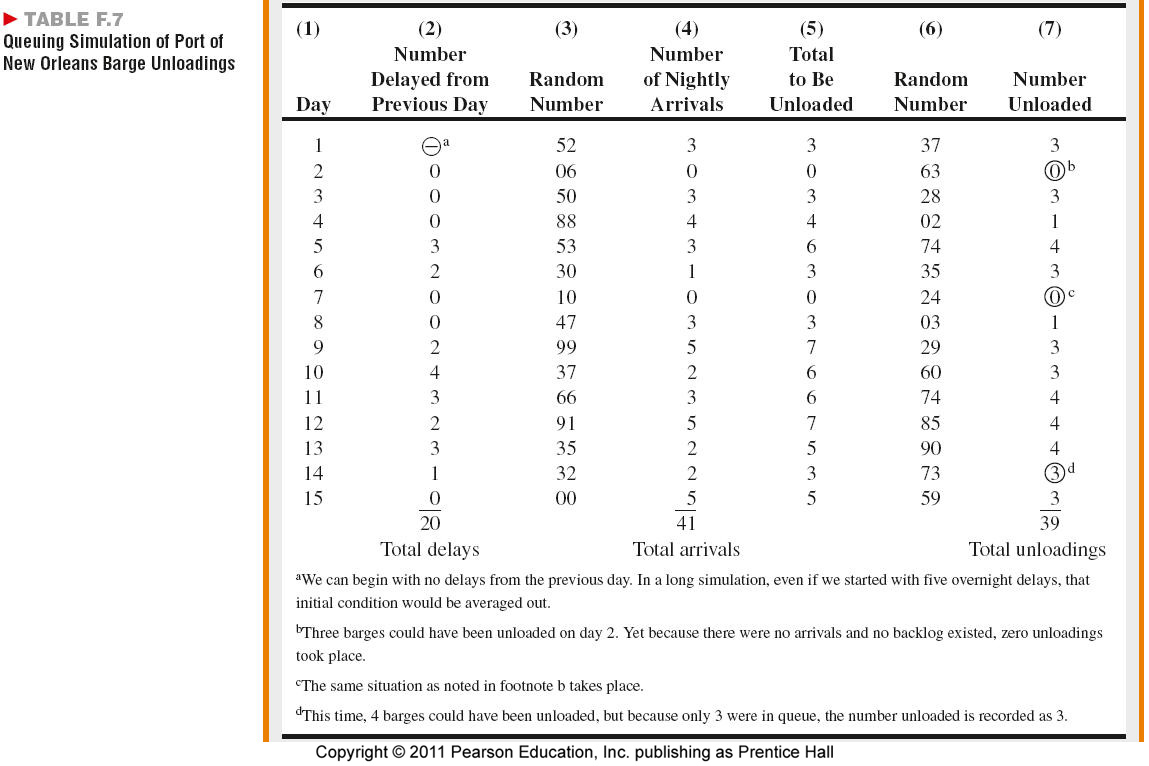 ► TABLE F.7
Queuing Simulation of Port of
New Orleans Barge Unloadings
(1) (2) (3) (4) (5) (6) (7)
Number Number Total
Delayed from Random of Nightly to Be Random Number
Day Previous Day Number Arrivals Unloaded Number Unloaded
1 ⊖a 52 3 3 37 3
2 0 06 0 0 63 0b
3 0 50 3 3 28 3
4 0 88 4 4 02 1
5 3 53 3 6 74 4
6 2 30 1 3 35 3
7 0 10 0 0 24 0c
8 0 47 3 3 03 1
9 2 99 5 7 29 3
10 4 37 2 6 60 3
11 3 66 3 6 74 4
12 2 91 5 7 85 4
13 3 35 2 5 90 4
14 1 32 2 3 73 3d
15 0 00 5 5 59 3
20 41 39
Total delays Total arrivals Total unloadings
aWe can begin with no delays from the previous day. In a long simulation, even if we started with five overnight delays, that
initial condition would be averaged out.
bThree barges could have been unloaded on day 2. Yet because there were no arrivals and no backlog existed, zero unloadings
took place.
cThe same situation as noted in footnote b takes place.
dThis time, 4 barges could have been unloaded, but because only 3 were in queue, the number unloaded is recorded as 3.
Copyright © 2011 Pearson Education, Inc. publishing as Prentice Hall